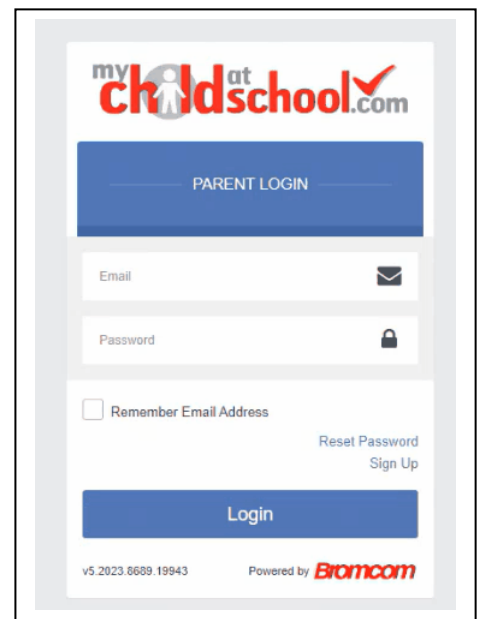 my child at school.com
PARENT LOGIN
Email
Password
Remember Email Address
Reset Password
Sign Up
Login
v5.2023.8689.19943 Powered by Bromcom